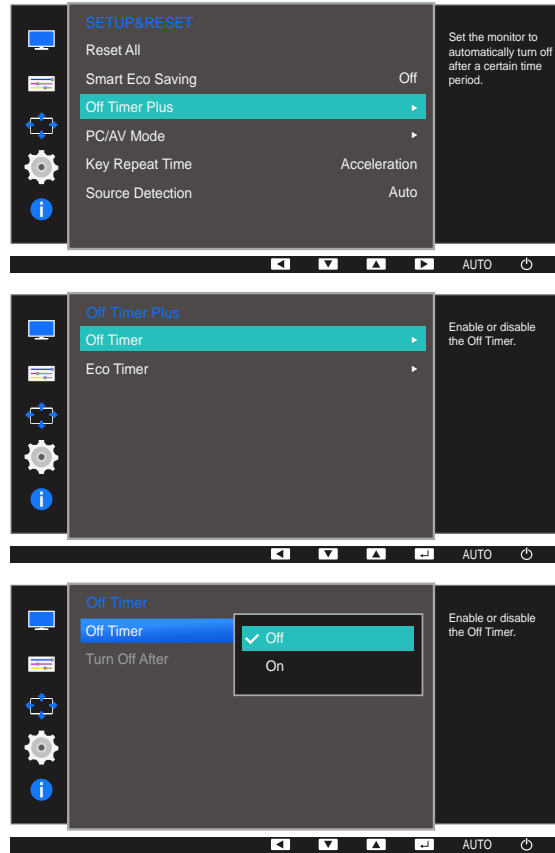 SETUP&RESET
Reset All
Smart Eco Saving Off
Off Timer Plus
PC/AV Mode
Key Repeat Time Acceleration
Source Detection Auto
Set the monitor to
automatically turn off
after a certain time
period.
AUTO
Off Timer Plus
Off Timer
Eco Timer
Enable or disable
the Off Timer.
AUTO
Off Timer
Off Timer
Turn Off After
Off
On
Enable or disable
the Off Timer.
AUTO